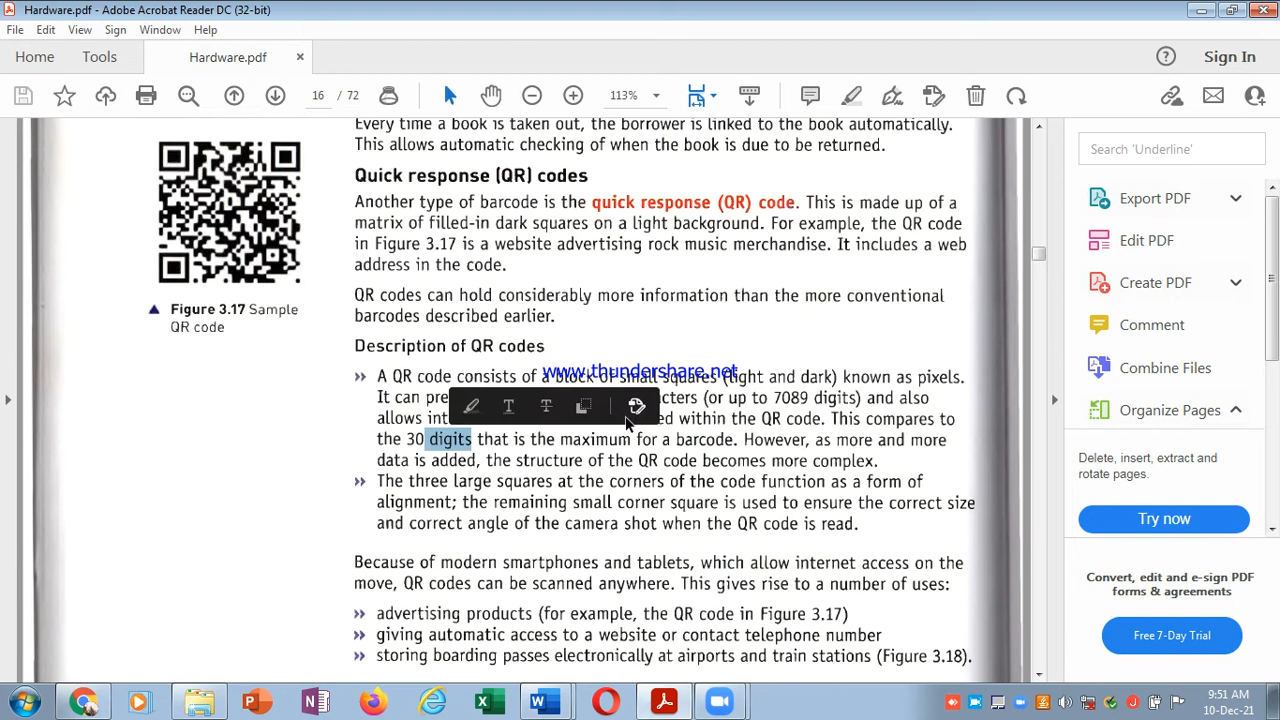 Hardware.pdf - Adobe Acrobat Reader DC (32-bit)
File Edit View Sign Window Help
Home Tools Hardware.pdf × Sign In
16 / 72 113%
Every time a book is taken out, the borrower is linked to the book automatically.
This allows automatic checking of when the book is due to be returned.
Quick response (QR) codes
Another type of barcode is the quick response (QR) code. This is made up of a
matrix of filled-in dark squares on a light background. For example, the QR code
in Figure 3.17 is a website advertising rock music merchandise. It includes a web
address in the code.
▲ Figure 3.17 Sample
QR code
QR codes can hold considerably more information than the more conventional
barcodes described earlier.
Description of QR codes
www.thundershare.net
» A QR code consists of a block of small squares (light and dark) known as pixels.
It can pre acters (or up to 7089 digits) and also
allows int ed within the QR code. This compares to
the 30 digits that is the maximum for a barcode. However, as more and more
data is added, the structure of the QR code becomes more complex.
» The three large squares at the corners of the code function as a form of
alignment; the remaining small corner square is used to ensure the correct size
and correct angle of the camera shot when the QR code is read.
Because of modern smartphones and tablets, which allow internet access on the
move, QR codes can be scanned anywhere. This gives rise to a number of uses:
» advertising products (for example, the QR code in Figure 3.17)
» giving automatic access to a website or contact telephone number
» storing boarding passes electronically at airports and train stations (Figure 3.18).
Search 'Underline'
Export PDF
Edit PDF
Create PDF
Comment
Combine Files
Organize Pages
Delete, insert, extract and
rotate pages.
Try now
Convert, edit and e-sign PDF
forms & agreements
Free 7-Day Trial
9:51 AM
10-Dec-21